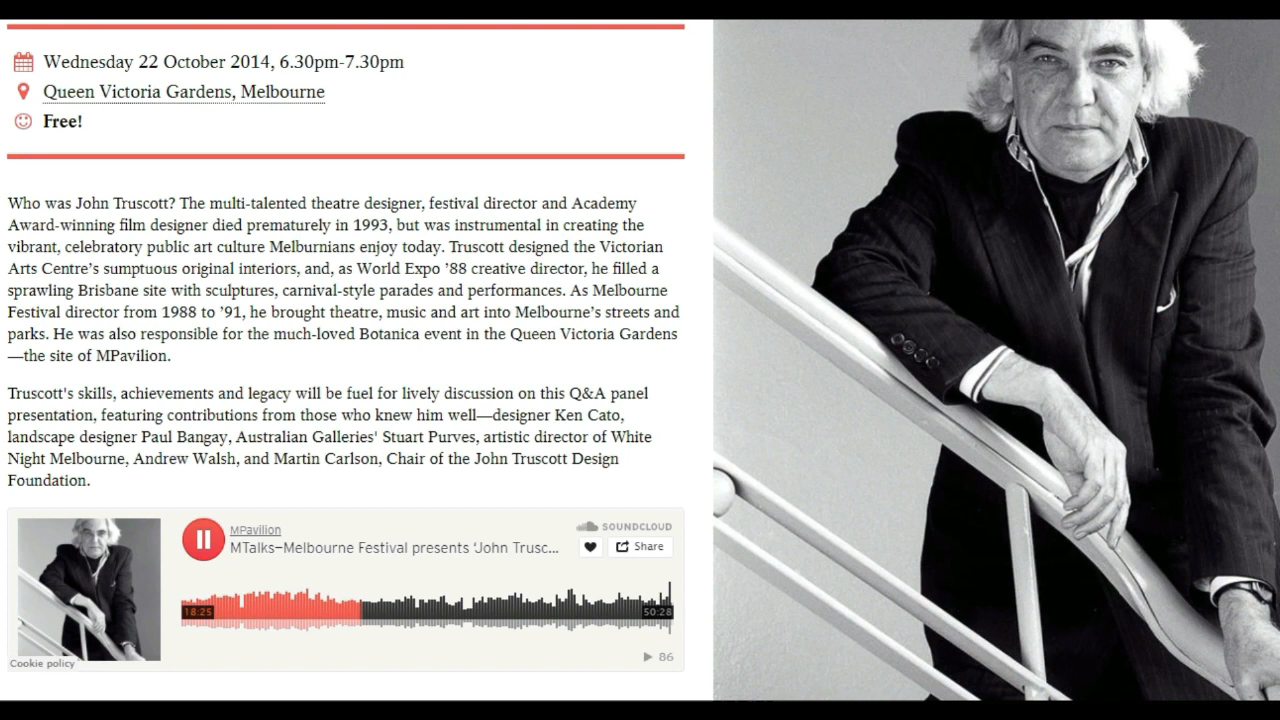 Wednesday 22 October 2014, 6.30pm-7.30pm
Queen Victoria Gardens, Melbourne
Free!
Who was John Truscott? The multi-talented theatre designer, festival director and Academy
Award-winning film designer died prematurely in 1993, but was instrumental in creating the
vibrant, celebratory public art culture Melburnians enjoy today. Truscott designed the Victorian
Arts Centre’s sumptuous original interiors, and, as World Expo ’88 creative director, he filled a
sprawling Brisbane site with sculptures, carnival-style parades and performances. As Melbourne
Festival director from 1988 to ’91, he brought theatre, music and art into Melbourne’s streets and
parks. He was also responsible for the much-loved Botanica event in the Queen Victoria Gardens
—the site of MPavilion.
Truscott's skills, achievements and legacy will be fuel for lively discussion on this Q&A panel
presentation, featuring contributions from those who knew him well—designer Ken Cato,
landscape designer Paul Bangay, Australian Galleries' Stuart Purves, artistic director of White
Night Melbourne, Andrew Walsh, and Martin Carlson, Chair of the John Truscott Design
Foundation.
MPavilion
SOUNDCLOUD
MTalks—Melbourne Festival presents ‘John Trusc...
Share
18:25
50:28
Cookie policy
86